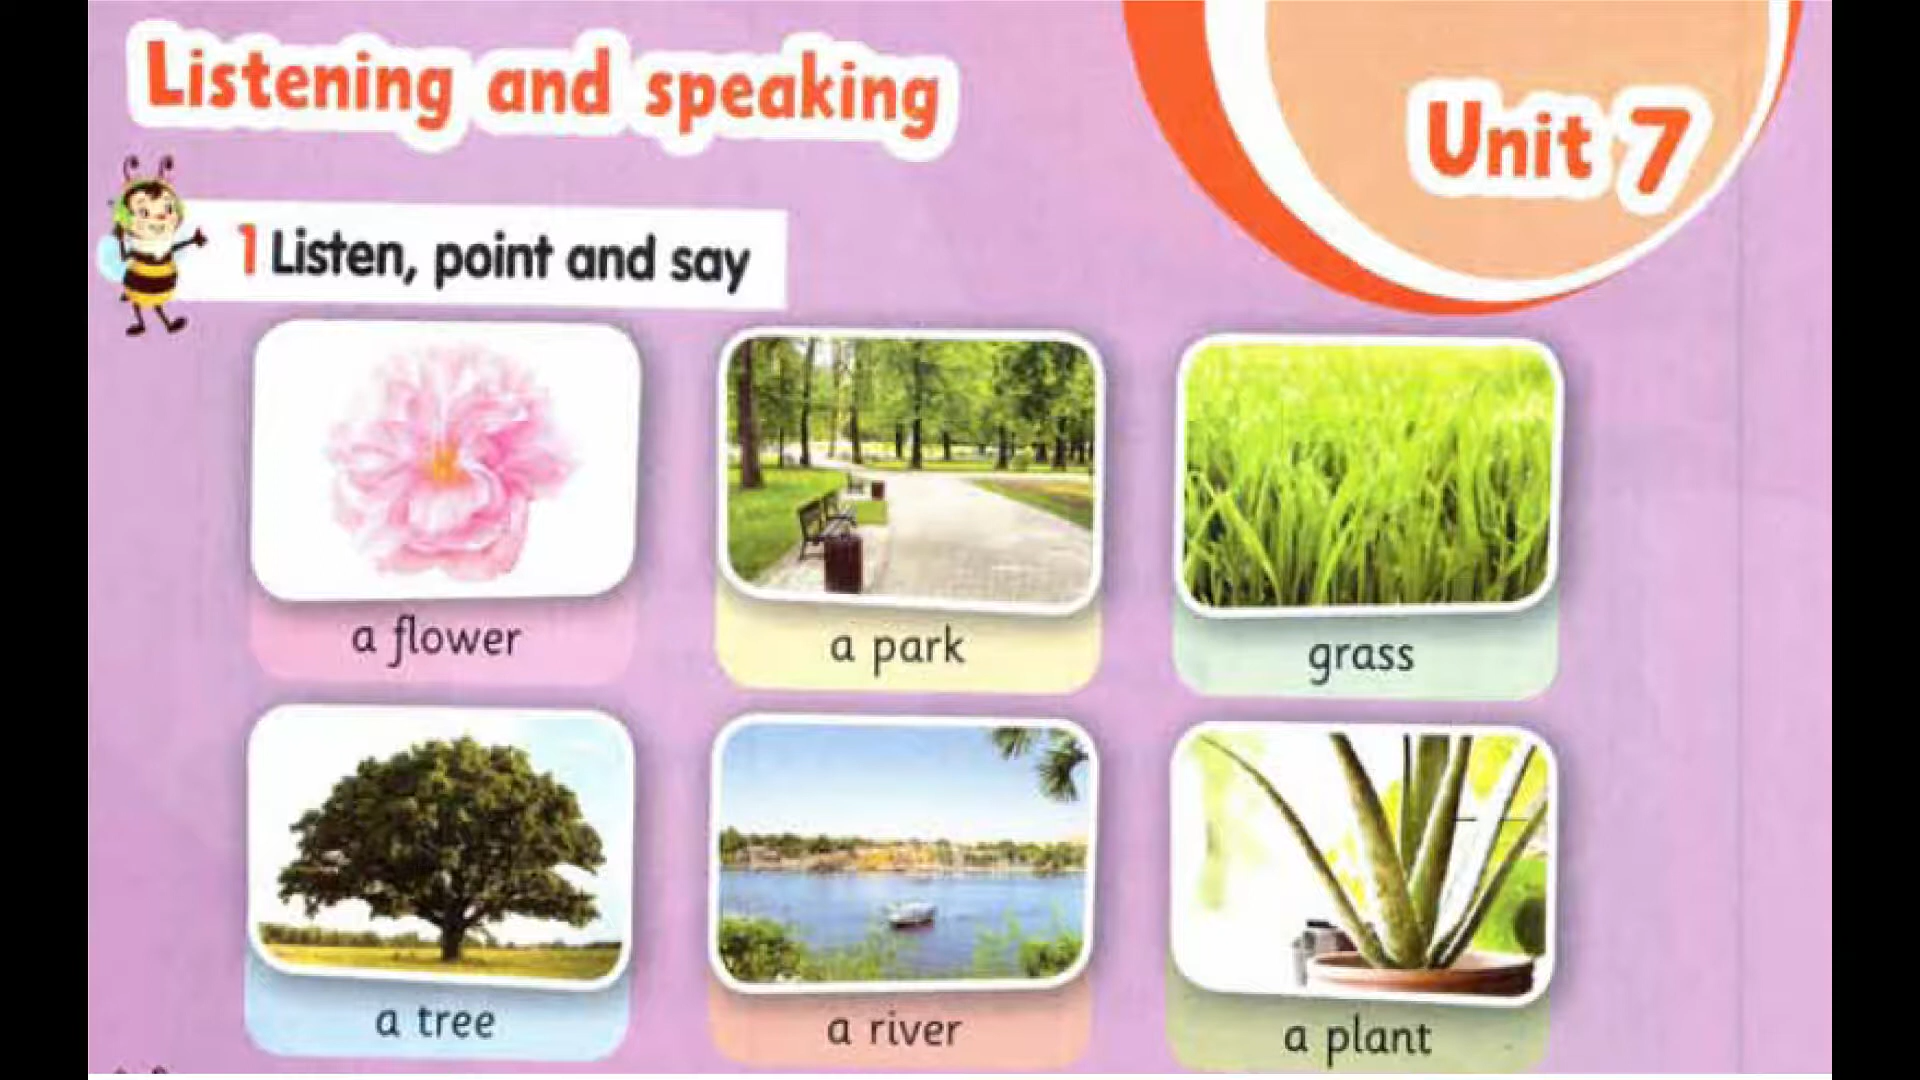 Listening and speaking
Unit 7
1 Listen, point and say
a flower
a park
grass
a tree
a river
a plant